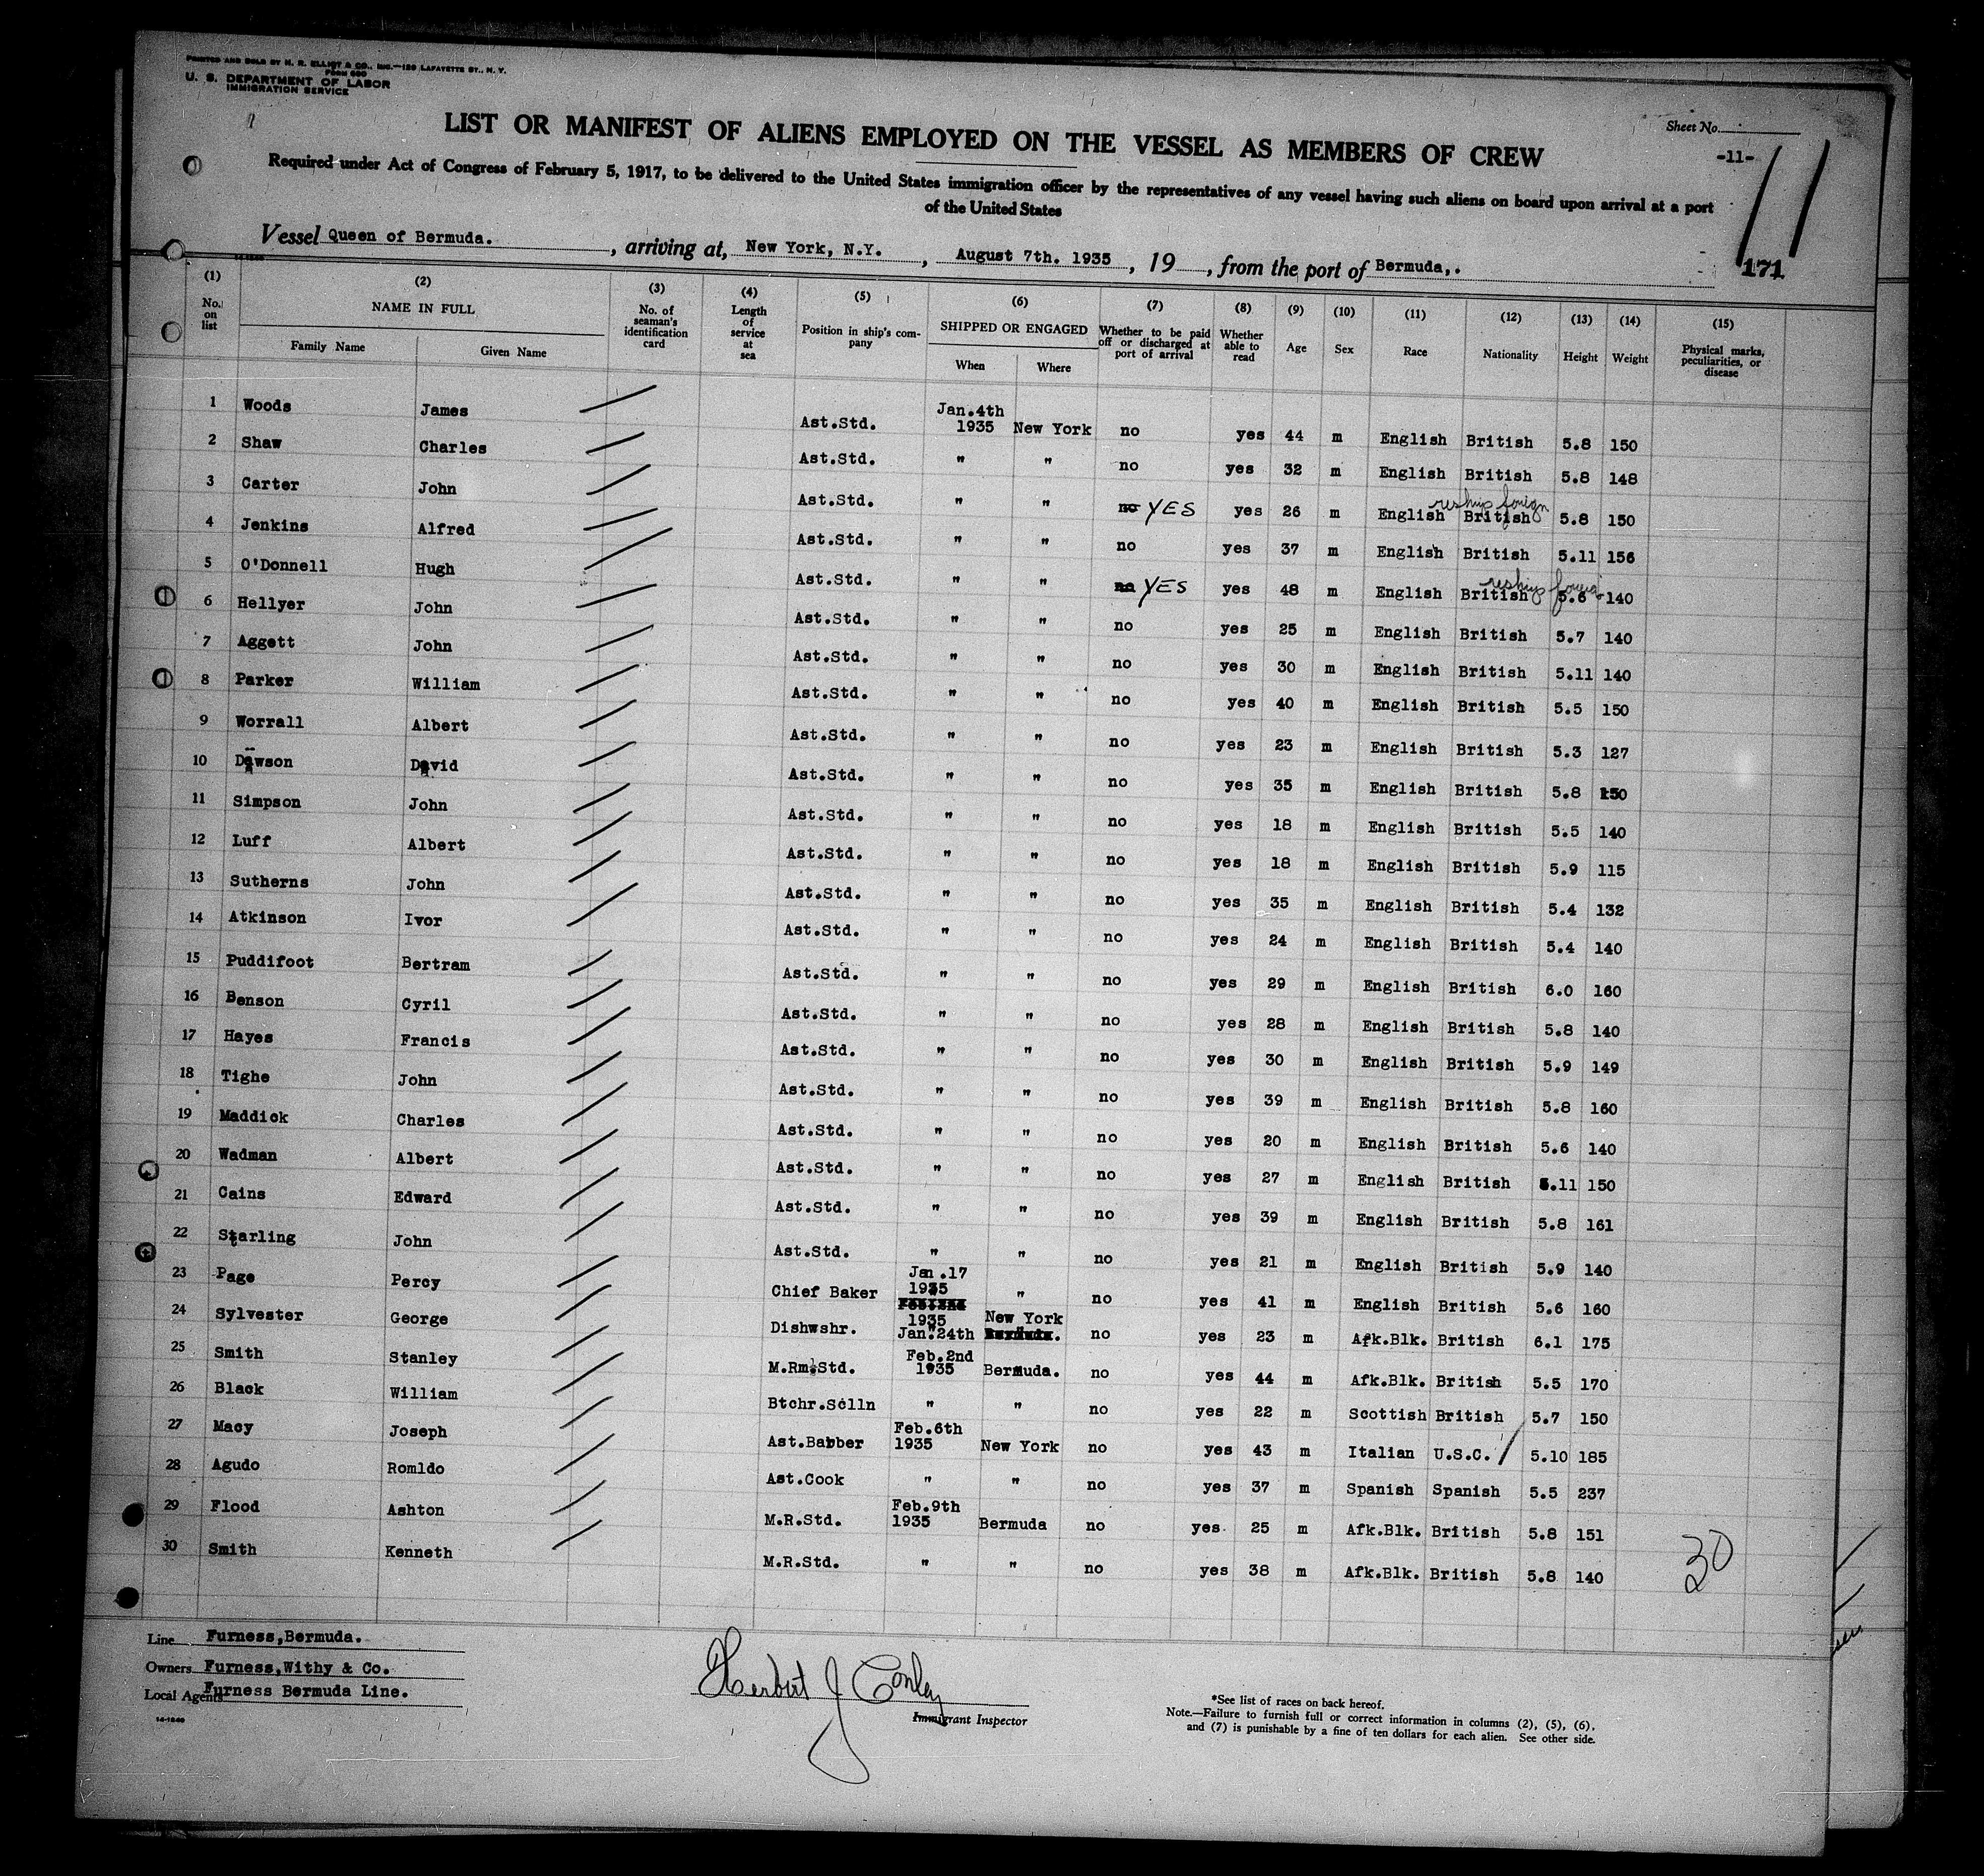 PRINTED AND SOLD BY H. R. ELLIOT & CO., INC.—129 LAFAYETTE ST., N. Y.
FORM 680
U. S. DEPARTMENT OF LABOR
IMMIGRATION SERVICE
LIST OR MANIFEST OF ALIENS EMPLOYED ON THE VESSEL AS MEMBERS OF CREW
Sheet No.
-11-
11
Required under Act of Congress of February 5, 1917, to be delivered to the United States immigration officer by the representatives of any vessel having such aliens on board upon arrival at a port
of the United States
Vessel Queen of Bermuda. , arriving at, New York, N.Y. , August 7th. 1935 , 19 , from the port of Bermuda,.
171
(1) No. on list (2) NAME IN FULL Family Name Given Name (3) No. of seaman's identification card (4) Length of service at sea (5) Position in ship's company (6) SHIPPED OR ENGAGED When Where (7) Whether to be paid off or discharged at port of arrival (8) Whether able to read (9) Age (10) Sex (11) Race (12) Nationality (13) Height (14) Weight (15) Physical marks, peculiarities, or disease
1 Woods James Ast.Std. Jan.4th 1935 New York no yes 44 m English British 5.8 150
2 Shaw Charles Ast.Std. " " no yes 32 m English British 5.8 148
3 Carter John Ast.Std. " " no YES yes 26 m English British reship foreign 5.8 150
4 Jenkins Alfred Ast.Std. " " no yes 37 m English British 5.11 156
5 O'Donnell Hugh Ast.Std. " " no YES yes 48 m English British reship foreign 5.6 140
6 Hellyer John Ast.Std. " " no yes 25 m English British 5.7 140
7 Aggett John Ast.Std. " " no yes 30 m English British 5.11 140
8 Parker William Ast.Std. " " no yes 40 m English British 5.5 150
9 Worrall Albert Ast.Std. " " no yes 23 m English British 5.3 127
10 Dawson David Ast.Std. " " no yes 35 m English British 5.8 150
11 Simpson John Ast.Std. " " no yes 18 m English British 5.5 140
12 Luff Albert Ast.Std. " " no yes 18 m English British 5.9 115
13 Sutherns John Ast.Std. " " no yes 35 m English British 5.4 132
14 Atkinson Ivor Ast.Std. " " no yes 24 m English British 5.4 140
15 Puddifoot Bertram Ast.Std. " " no yes 29 m English British 6.0 160
16 Benson Cyril Ast.Std. " " no yes 28 m English British 5.8 140
17 Hayes Francis Ast.Std. " " no yes 30 m English British 5.9 149
18 Tighe John Ast.Std. " " no yes 39 m English British 5.8 160
19 Maddick Charles Ast.Std. " " no yes 20 m English British 5.6 140
20 Wadman Albert Ast.Std. " " no yes 27 m English British 5.11 150
21 Cains Edward Ast.Std. " " no yes 39 m English British 5.8 161
22 Starling John Ast.Std. " " no yes 21 m English British 5.9 140
23 Page Percy Chief Baker Jan.17 1935 " no yes 41 m English British 5.6 160
24 Sylvester George Dishwshr. 1935 Jan.24th New York no yes 23 m Afk.Blk. British 6.1 175
25 Smith Stanley M.Rm.Std. Feb.2nd 1935 Bermuda. no yes 44 m Afk.Blk. British 5.5 170
26 Black William Btchr.Sclln " " no yes 22 m Scottish British 5.7 150
27 Macy Joseph Ast.Barber Feb.6th 1935 New York no yes 43 m Italian U.S.C. 5.10 185
28 Agudo Romldo Ast.Cook " " no yes 37 m Spanish Spanish 5.5 237
29 Flood Ashton M.R.Std. Feb.9th 1935 Bermuda no yes. 25 m Afk.Blk. British 5.8 151
30 Smith Kenneth M.R.Std. " " no yes 38 m Afk.Blk. British 5.8 140
30
Line Furness,Bermuda.
Owners Furness,Withy & Co.
Local Agents Furness Bermuda Line.
14-1240
Herbert J Conley
Immigrant Inspector
*See list of races on back hereof.
Note.—Failure to furnish full or correct information in columns (2), (5), (6),
and (7) is punishable by a fine of ten dollars for each alien. See other side.